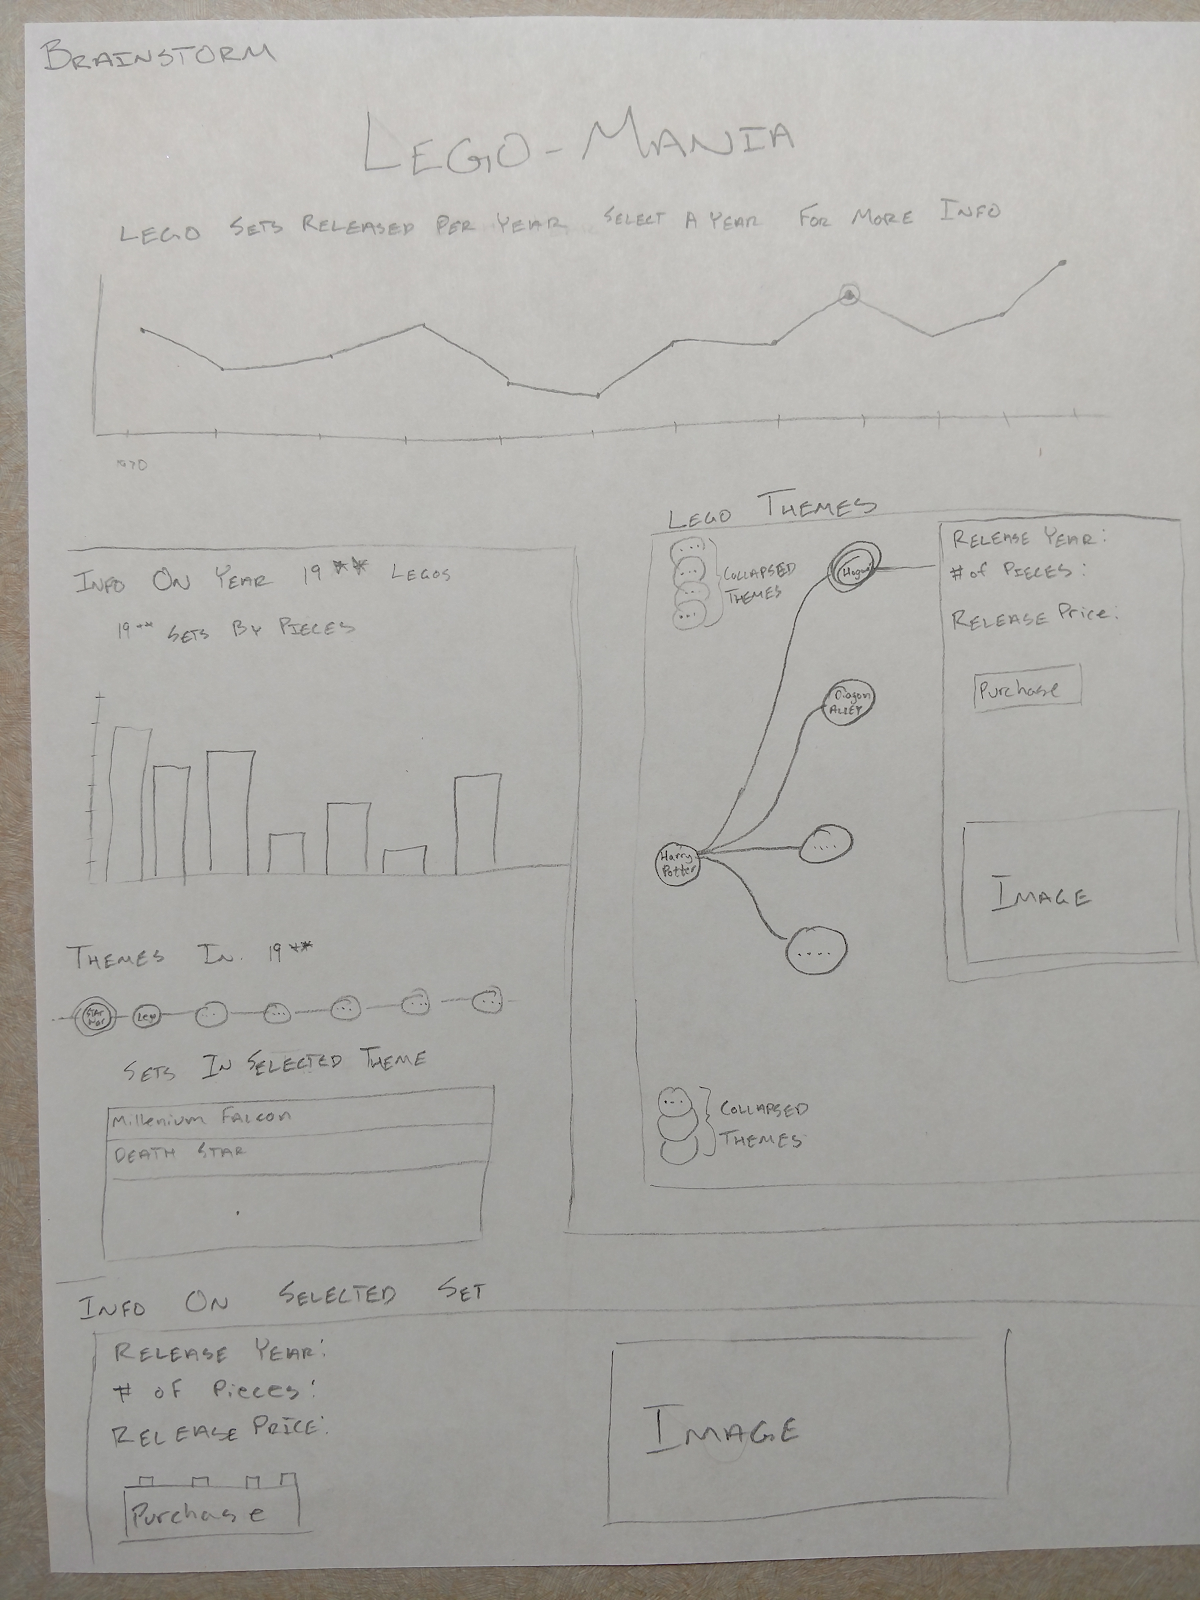 BRAINSTORM
LEGO-MANIA
LEGO SETS RELEASED PER YEAR SELECT A YEAR FOR MORE INFO
1970
INFO ON YEAR 19** LEGOS
19** SETS BY PIECES
THEMES IN 19**
STAR WAR
Lego
SETS IN SELECTED THEME
Millenium FALCON
DEATH STAR
LEGO THEMES
COLLAPSED
THEMES
Hogwa
Diagon
ALLEY
Harry
Potter
COLLAPSED
THEMES
RELEASE YEAR:
# of PIECES:
RELEASE Price:
Purchase
IMAGE
INFO ON SELECTED SET
RELEASE YEAR:
# OF Pieces:
RELEASE PRICE:
Purchase
IMAGE